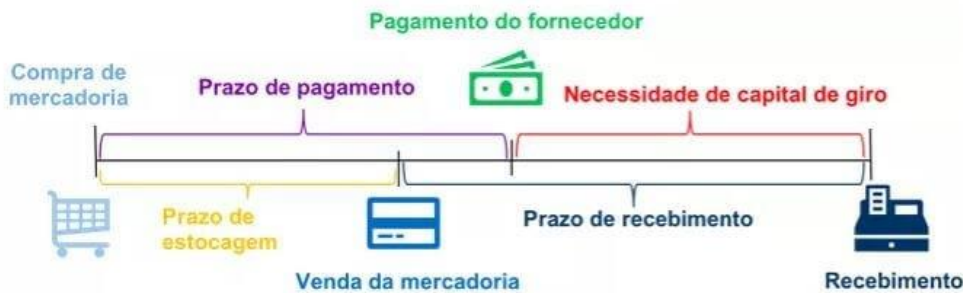 Pagamento do fornecedor
Compra de
mercadoria
Prazo de pagamento
Necessidade de capital de giro
Prazo de
estocagem
Prazo de recebimento
Venda da mercadoria
Recebimento